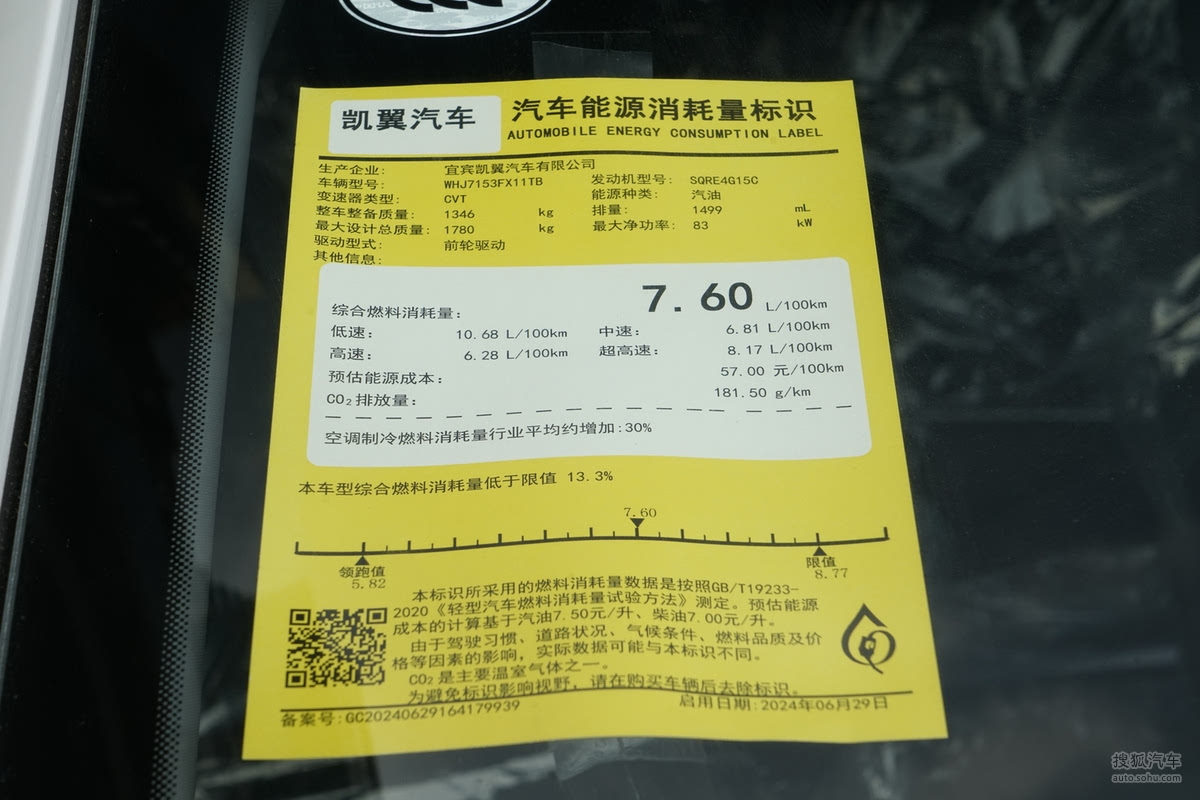 凯翼汽车
汽车能源消耗量标识
AUTOMOBILE ENERGY CONSUMPTION LABEL
生产企业: 宜宾凯翼汽车有限公司
车辆型号: WHJ7153FX11TB 发动机型号: SQRE4G15C
变速器类型: CVT 能源种类: 汽油
整车整备质量: 1346 kg 排量: 1499 mL
最大设计总质量: 1780 kg 最大净功率: 83 kW
驱动型式: 前轮驱动
其他信息:
综合燃料消耗量: 7.60 L/100km
低速: 10.68 L/100km 中速: 6.81 L/100km
高速: 6.28 L/100km 超高速: 8.17 L/100km
预估能源成本: 57.00 元/100km
CO₂排放量: 181.50 g/km
空调制冷燃料消耗量行业平均约增加:30%
本车型综合燃料消耗量低于限值 13.3%
7.60
领跑值 限值
5.82 8.77
本标识所采用的燃料消耗量数据是按照GB/T19233-
2020《轻型汽车燃料消耗量试验方法》测定。预估能源
成本的计算基于汽油7.50元/升、柴油7.00元/升。
由于驾驶习惯、道路状况、气候条件、燃料品质及价
格等因素的影响，实际数据可能与本标识不同。
CO₂是主要温室气体之一。
为避免标识影响视野，请在购买车辆后去除标识。
备案号:GC20240629164179939 启用日期:2024年06月29日
搜狐汽车
auto.sohu.com